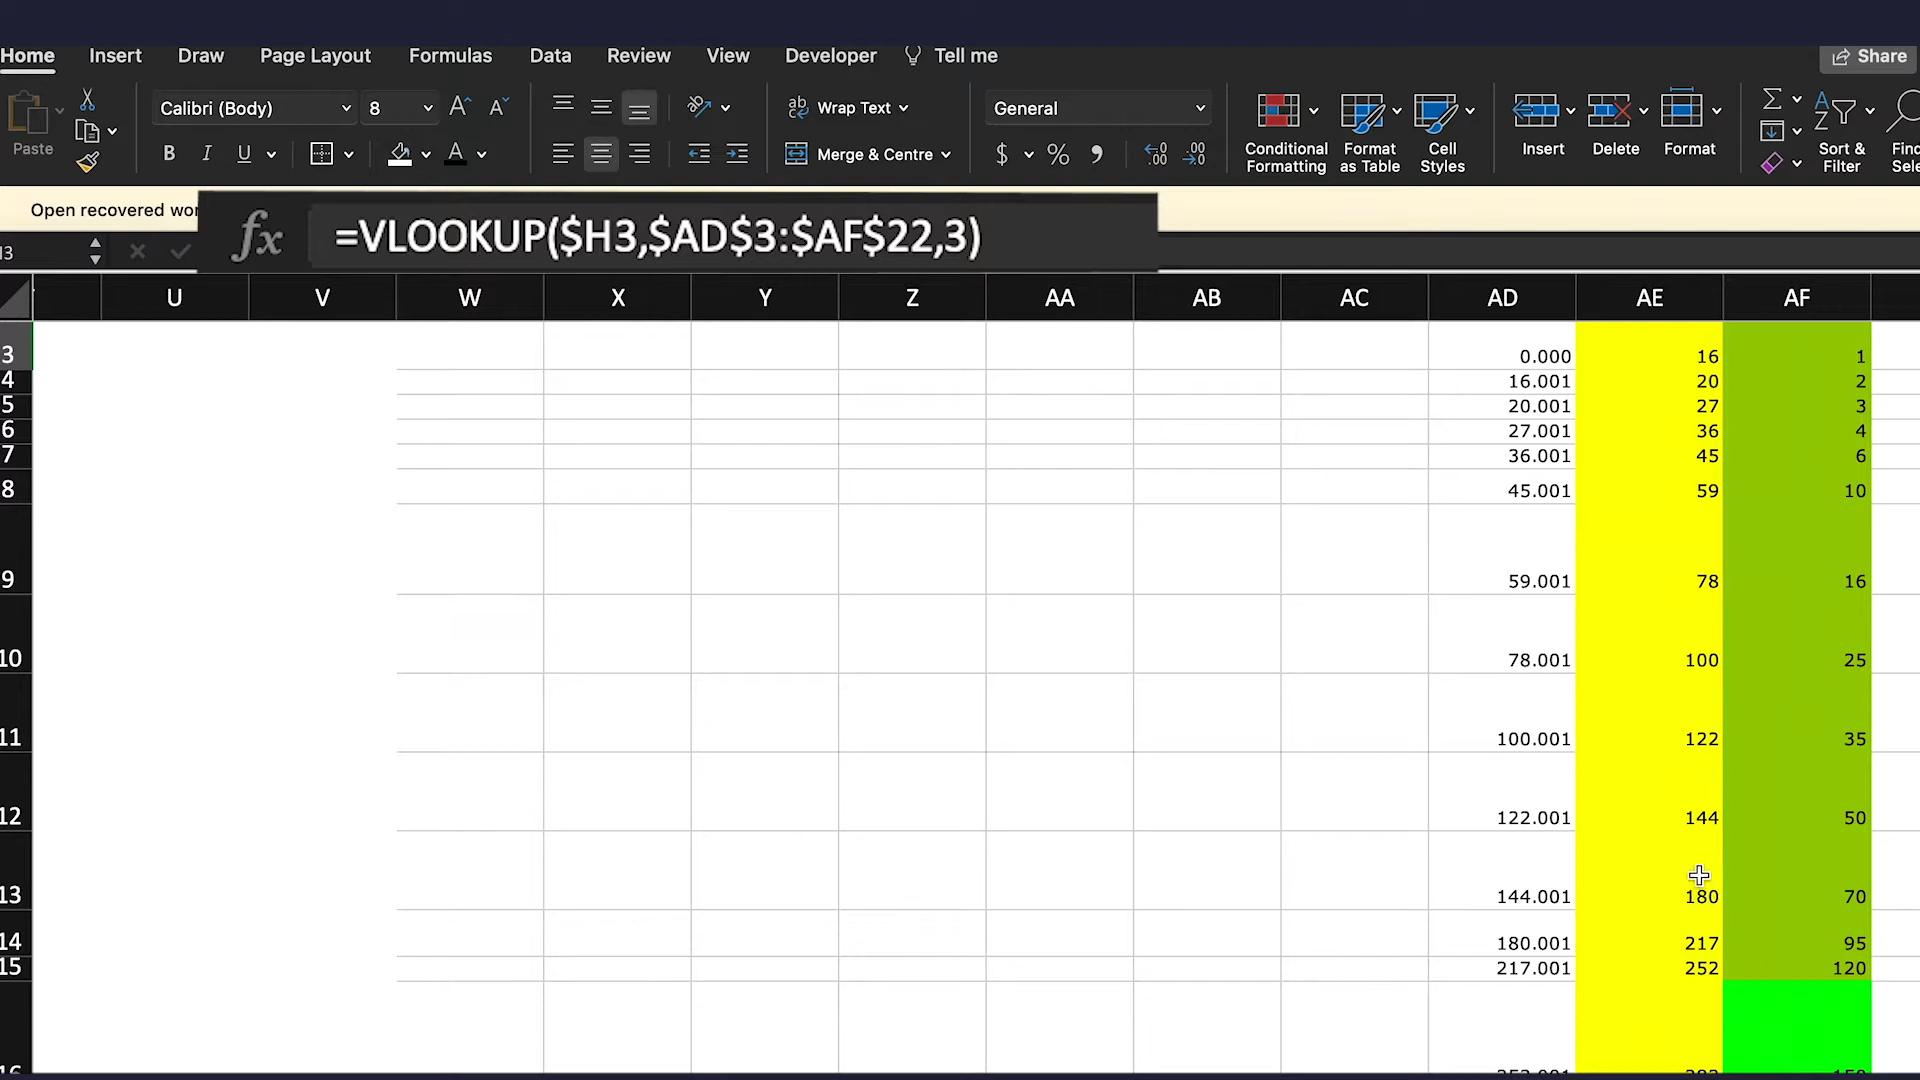 Home Insert Draw Page Layout Formulas Data Review View Developer Tell me Share
Paste Calibri (Body) 8 A A ab Wrap Text General
B I U A Merge & Centre $ % Conditional Formatting Format as Table Cell Styles Insert Delete Format Sort & Filter
Open recovered
fx =VLOOKUP($H3,$AD$3:$AF$22,3)
U V W X Y Z AA AB AC AD AE AF
3 0.000 16 1
4 16.001 20 2
5 20.001 27 3
6 27.001 36 4
7 36.001 45 6
8 45.001 59 10
9 59.001 78 16
10 78.001 100 25
11 100.001 122 35
12 122.001 144 50
13 144.001 180 70
14 180.001 217 95
15 217.001 252 120